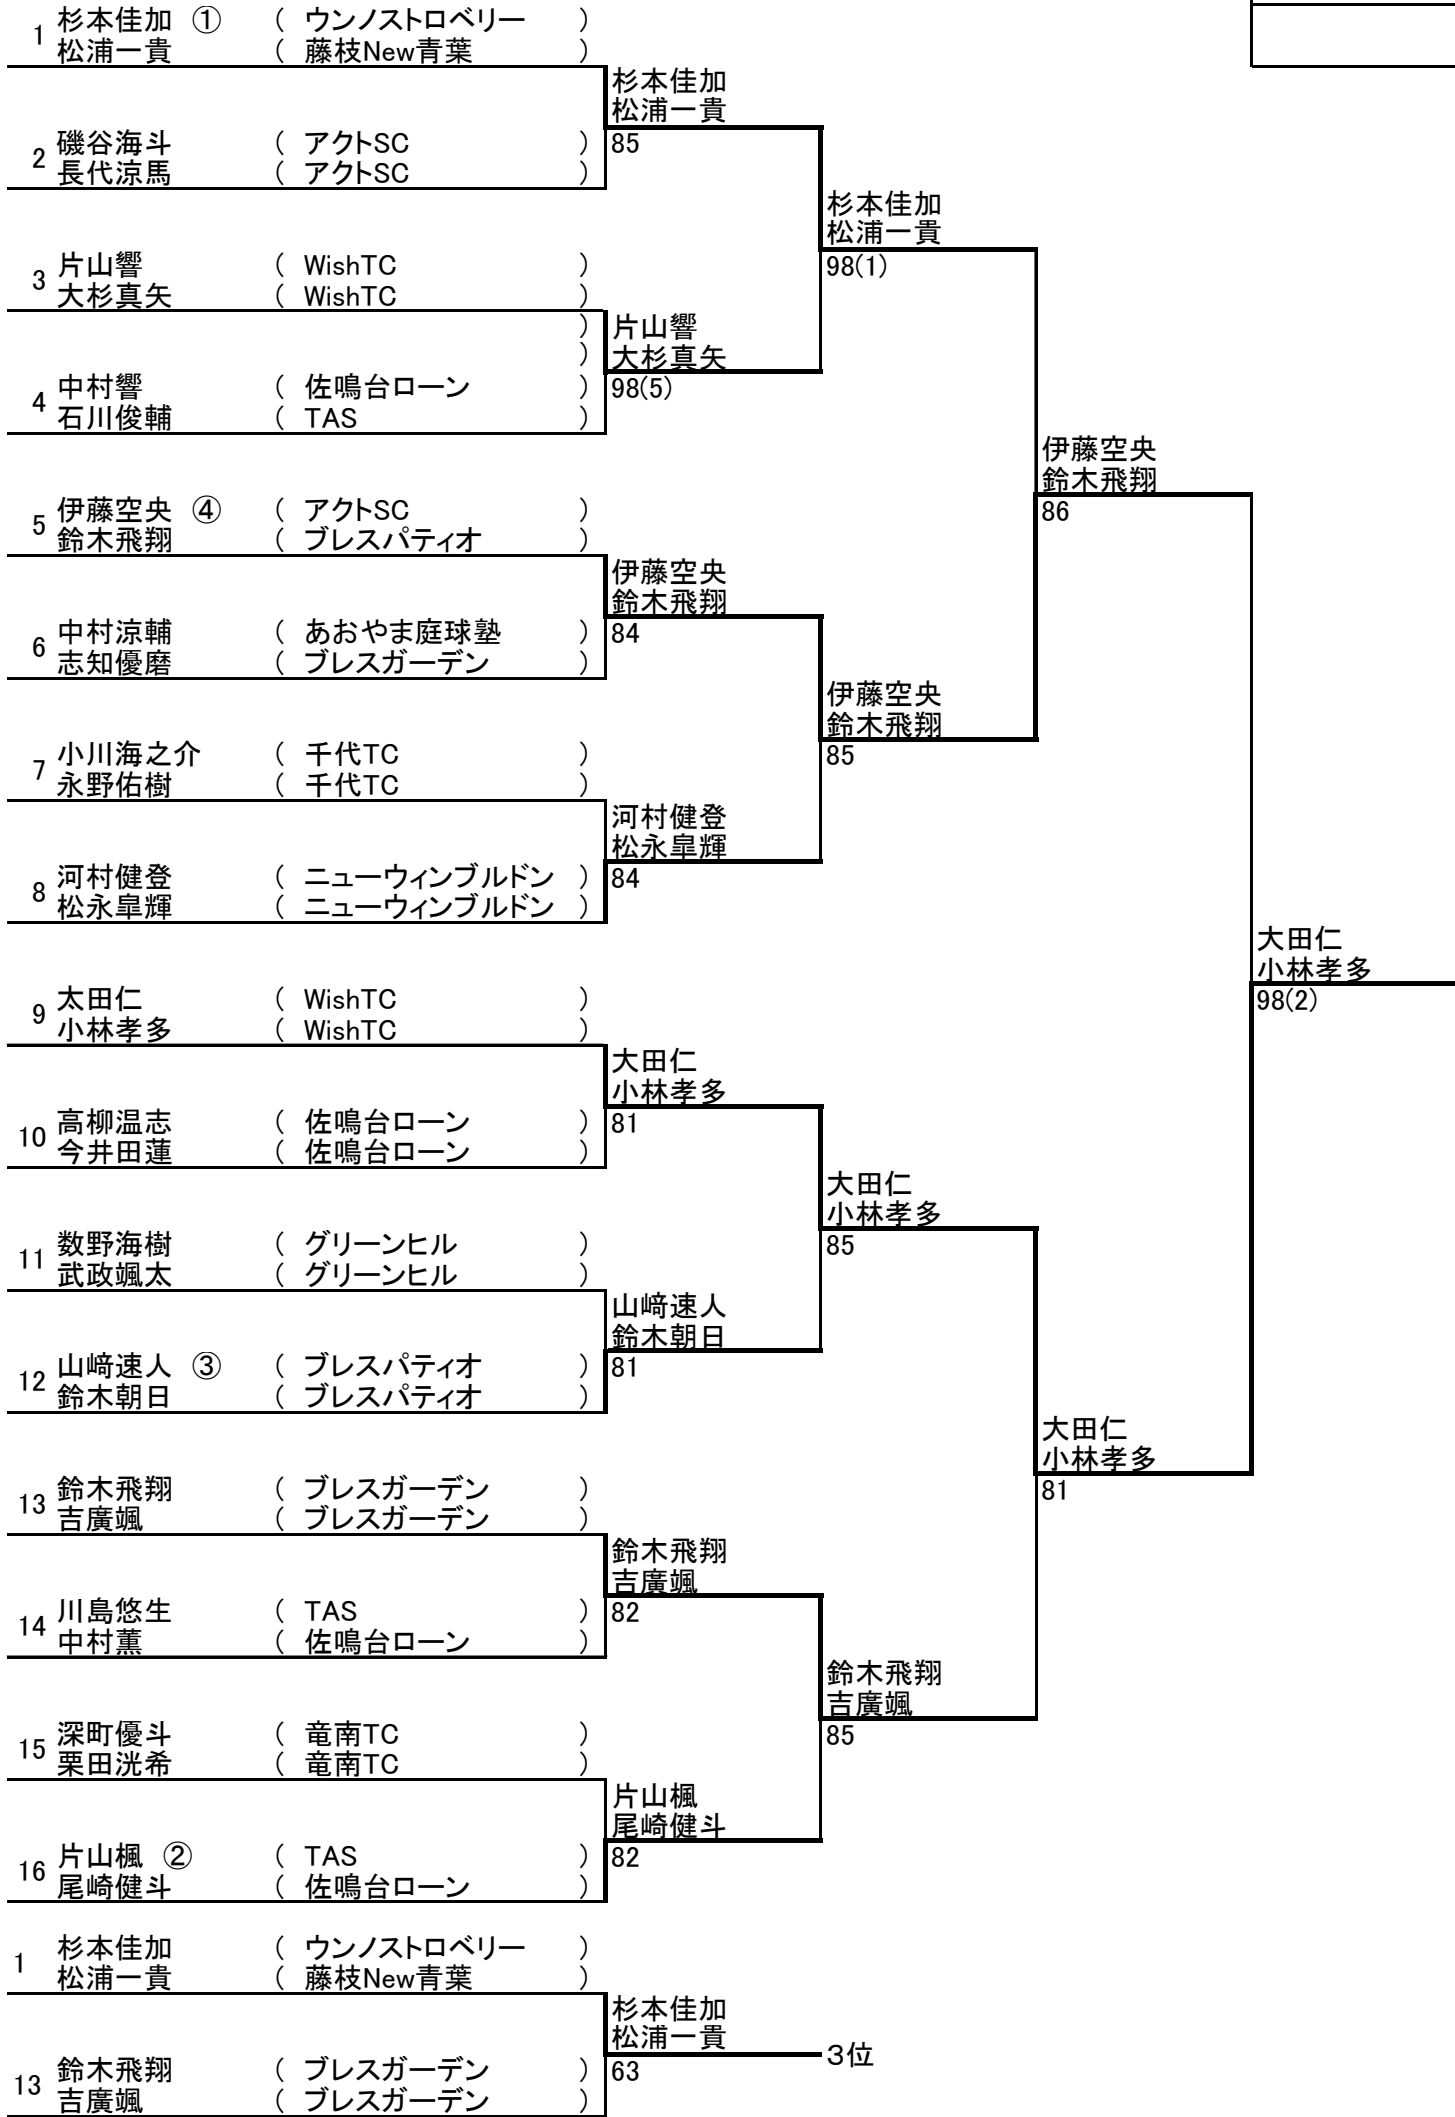 1 杉本佳加 ① ( ウンノストロベリー )
松浦一貴 ( 藤枝New青葉 )
杉本佳加
松浦一貴
85
2 磯谷海斗 ( アクトSC )
長代涼馬 ( アクトSC )
杉本佳加
松浦一貴
98(1)
3 片山響 ( WishTC )
大杉真矢 ( WishTC )
)
)
片山響
大杉真矢
98(5)
4 中村響 ( 佐鳴台ローン )
石川俊輔 ( TAS )
伊藤空央
鈴木飛翔
86
5 伊藤空央 ④ ( アクトSC )
鈴木飛翔 ( ブレスパティオ )
伊藤空央
鈴木飛翔
84
6 中村涼輔 ( あおやま庭球塾 )
志知優磨 ( ブレスガーデン )
伊藤空央
鈴木飛翔
85
7 小川海之介 ( 千代TC )
永野佑樹 ( 千代TC )
河村健登
松永皐輝
84
8 河村健登 ( ニューウィンブルドン )
松永皐輝 ( ニューウィンブルドン )
大田仁
小林孝多
98(2)
9 太田仁 ( WishTC )
小林孝多 ( WishTC )
大田仁
小林孝多
81
10 高柳温志 ( 佐鳴台ローン )
今井田蓮 ( 佐鳴台ローン )
大田仁
小林孝多
85
11 数野海樹 ( グリーンヒル )
武政颯太 ( グリーンヒル )
山﨑速人
鈴木朝日
81
12 山﨑速人 ③ ( ブレスパティオ )
鈴木朝日 ( ブレスパティオ )
大田仁
小林孝多
81
13 鈴木飛翔 ( ブレスガーデン )
吉廣颯 ( ブレスガーデン )
鈴木飛翔
吉廣颯
82
14 川島悠生 ( TAS )
中村薫 ( 佐鳴台ローン )
鈴木飛翔
吉廣颯
85
15 深町優斗 ( 竜南TC )
栗田洸希 ( 竜南TC )
片山楓
尾崎健斗
82
16 片山楓 ② ( TAS )
尾崎健斗 ( 佐鳴台ローン )
1 杉本佳加 ( ウンノストロベリー )
松浦一貴 ( 藤枝New青葉 )
杉本佳加
松浦一貴
63
3位
13 鈴木飛翔 ( ブレスガーデン )
吉廣颯 ( ブレスガーデン )